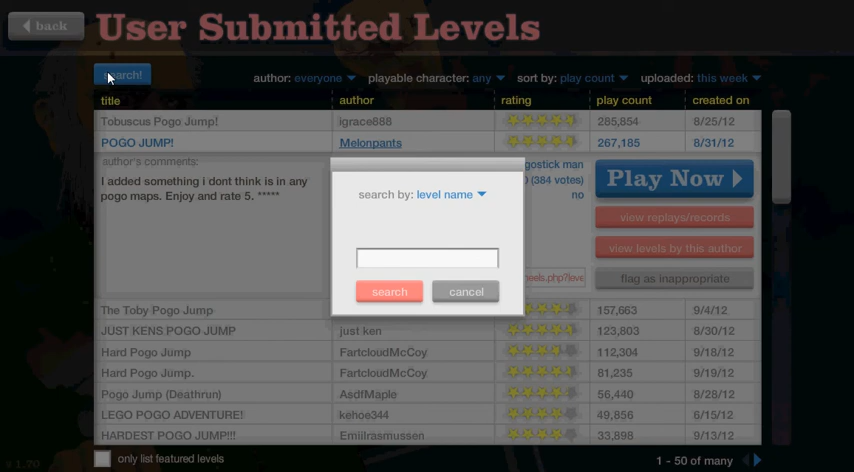 back
User Submitted Levels
search!
author: everyone playable character: any sort by: play count uploaded: this week
title author rating play count created on
Tobuscus Pogo Jump! igrace888 285,854 8/25/12
POGO JUMP! Melonpants 267,185 8/31/12
author's comments:
I added something i dont think is in any
pogo maps. Enjoy and rate 5. *****
gostick man
(384 votes)
no
Play Now
view replays/records
view levels by this author
flag as inappropriate
search by: level name
search cancel
The Toby Pogo Jump 157,663 9/4/12
JUST KENS POGO JUMP just ken 123,803 8/30/12
Hard Pogo Jump FartcloudMcCoy 112,304 9/18/12
Hard Pogo Jump. FartcloudMcCoy 81,235 9/19/12
Pogo Jump (Deathrun) AsdfMaple 56,440 8/28/12
LEGO POGO ADVENTURE! kehoe344 49,856 6/15/12
HARDEST POGO JUMP!!! Emiilrasmussen 33,898 9/13/12
only list featured levels 1 - 50 of many
v 1.70